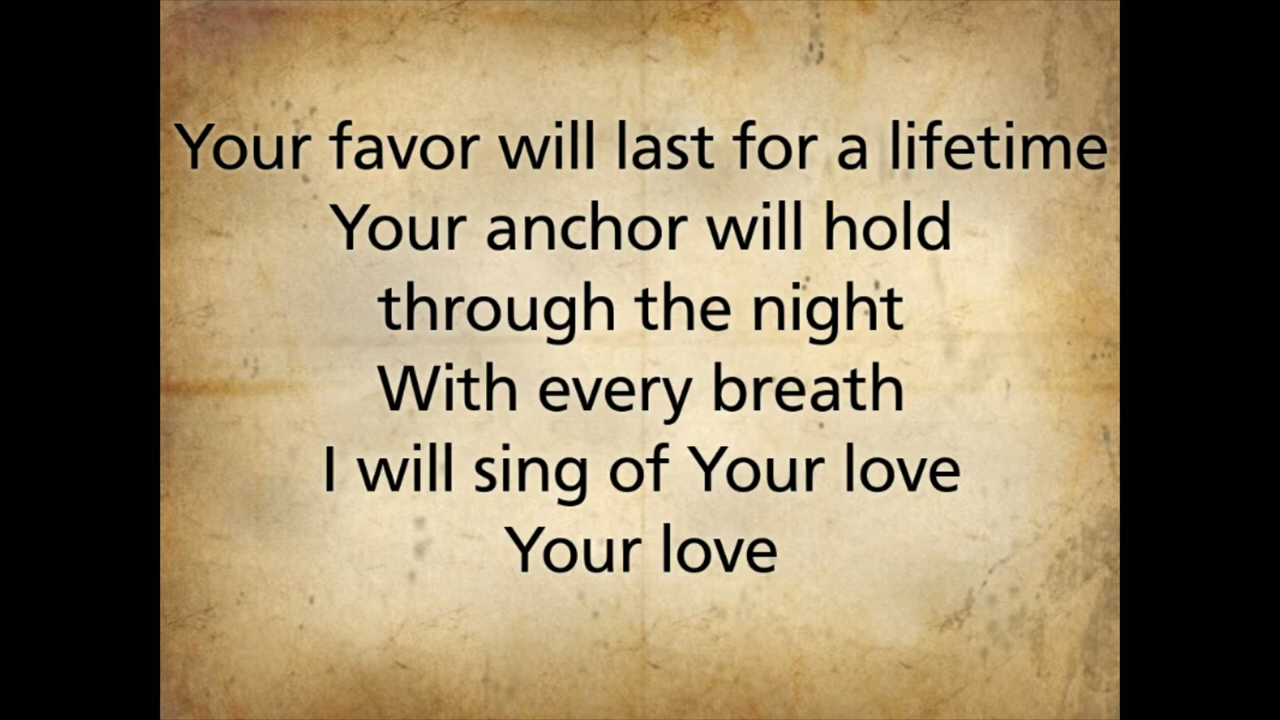 Your favor will last for a lifetime
Your anchor will hold
through the night
With every breath
I will sing of Your love
Your love